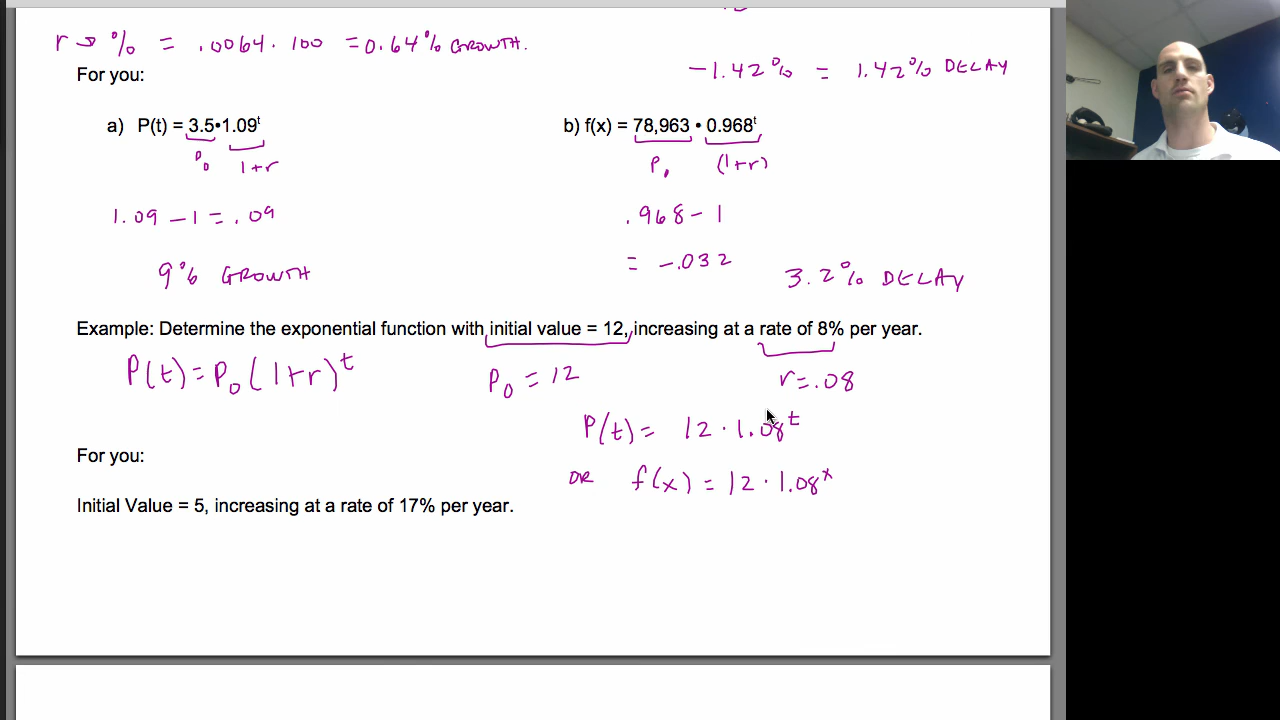 r → % = .0064 · 100 = 0.64% GROWTH.
For you:
-1.42% = 1.42% DELAY
a) P(t) = 3.5•1.09ᵗ
P₀ 1+r
1.09 - 1 = .09
9% GROWTH
b) f(x) = 78,963 • 0.968ᵗ
P₀ (1+r)
.968 - 1
= -.032
3.2% DELAY
Example: Determine the exponential function with initial value = 12, increasing at a rate of 8% per year.
P(t) = P₀(1+r)ᵗ
P₀ = 12
r = .08
P(t) = 12 · 1.08ᵗ
OR f(x) = 12 · 1.08ˣ
For you:
Initial Value = 5, increasing at a rate of 17% per year.